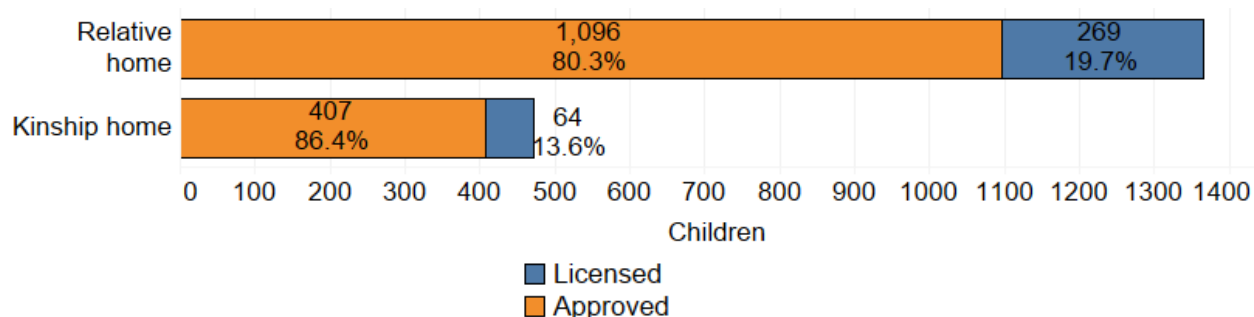 Relative
home
1,096
80.3%
269
19.7%
Kinship home
407
86.4%
64
13.6%
0 100 200 300 400 500 600 700 800 900 1000 1100 1200 1300 1400
Children
Licensed
Approved